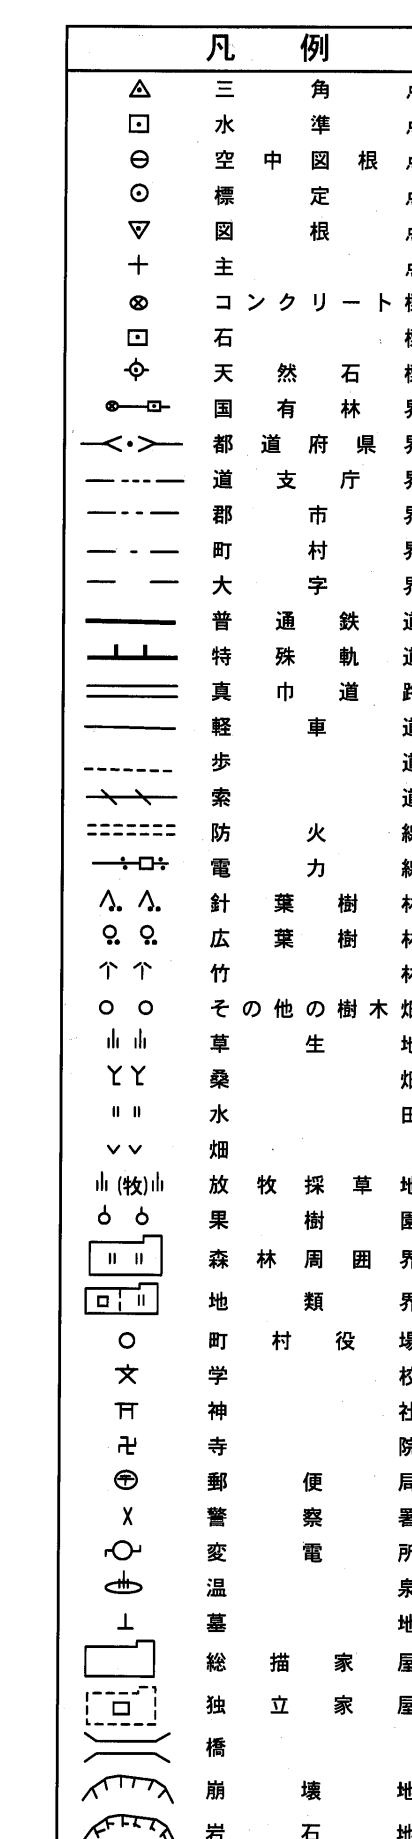 凡例
三角点
水準点
空中図根点
標定点
図根点
主点
コンクリート標
石標
天然石標
国有林界
都道府県界
道支庁界
郡市界
町村界
大字界
普通鉄道
特殊軌道
真巾道路
軽車道
歩道
索道
防火線
電力線
針葉樹林
広葉樹林
竹林
その他の樹木畑
草生地
桑畑
水田
畑
(牧) 放牧採草地
果樹園
森林周囲界
地類界
町村役場
学校
神社
寺院
郵便局
警察署
変電所
温泉
墓地
総描家屋
独立家屋
橋
崩壊地
岩石地